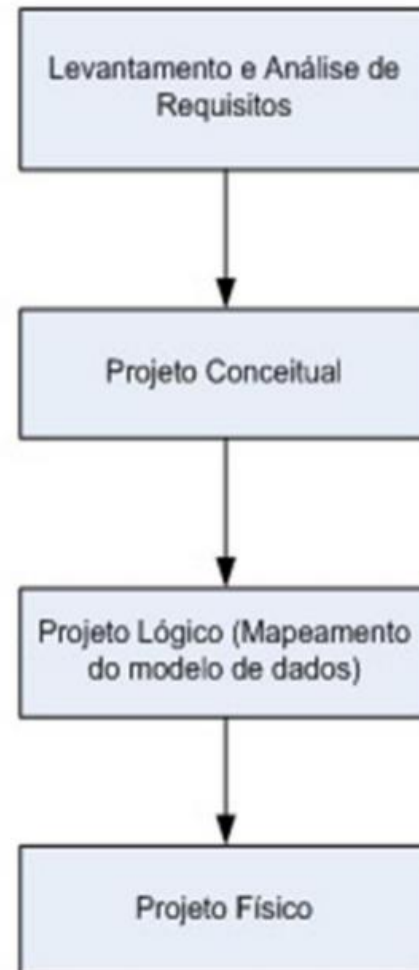 Levantamento e Análise de
Requisitos
Projeto Conceitual
Projeto Lógico (Mapeamento
do modelo de dados)
Projeto Físico